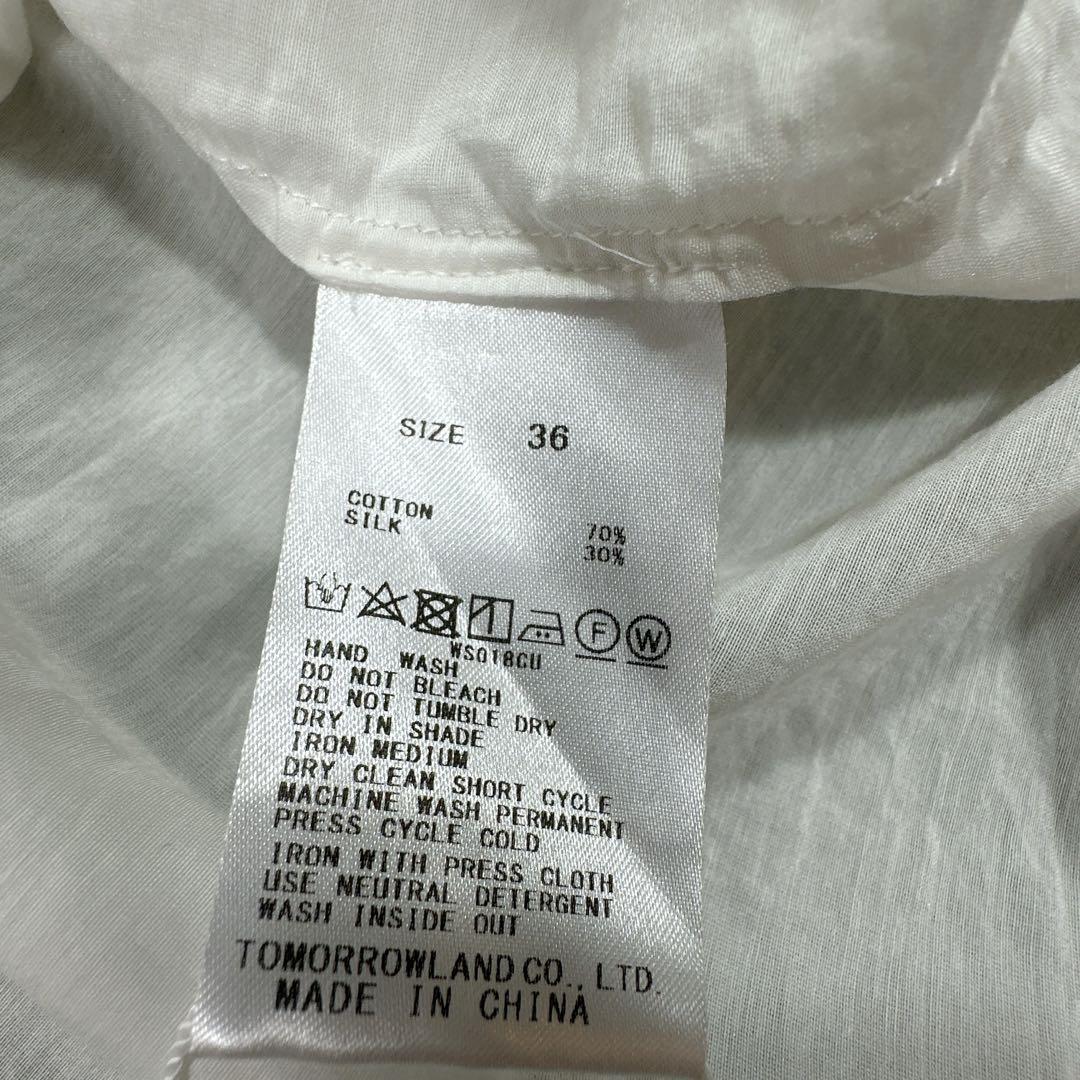 SIZE 36
COTTON 70%
SILK 30%
F W
WS018CU
HAND WASH
DO NOT BLEACH
DO NOT TUMBLE DRY
DRY IN SHADE
IRON MEDIUM
DRY CLEAN SHORT CYCLE
MACHINE WASH PERMANENT
PRESS CYCLE COLD
IRON WITH PRESS CLOTH
USE NEUTRAL DETERGENT
WASH INSIDE OUT
TOMORROWLAND CO., LTD.
MADE IN CHINA